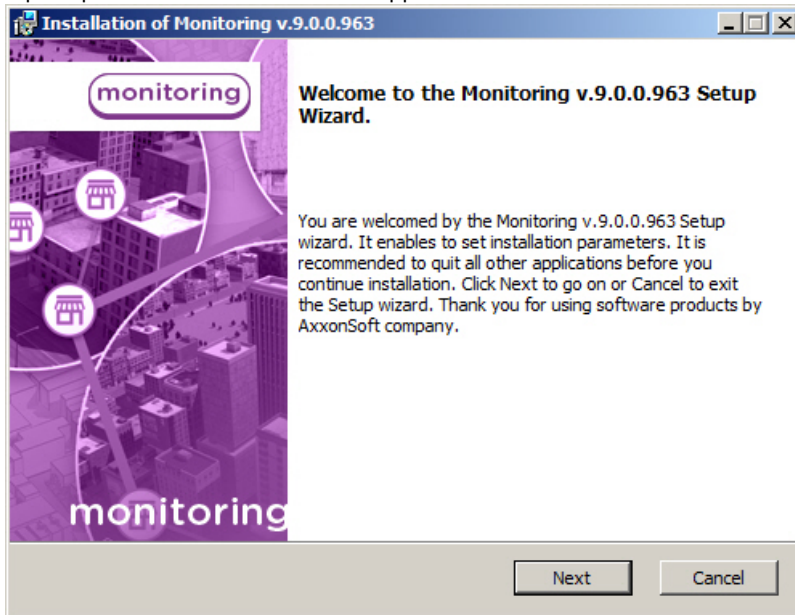 Installation of Monitoring v.9.0.0.963
monitoring
Welcome to the Monitoring v.9.0.0.963 Setup
Wizard.
You are welcomed by the Monitoring v.9.0.0.963 Setup
wizard. It enables to set installation parameters. It is
recommended to quit all other applications before you
continue installation. Click Next to go on or Cancel to exit
the Setup wizard. Thank you for using software products by
AxxonSoft company.
monitoring
Next
Cancel